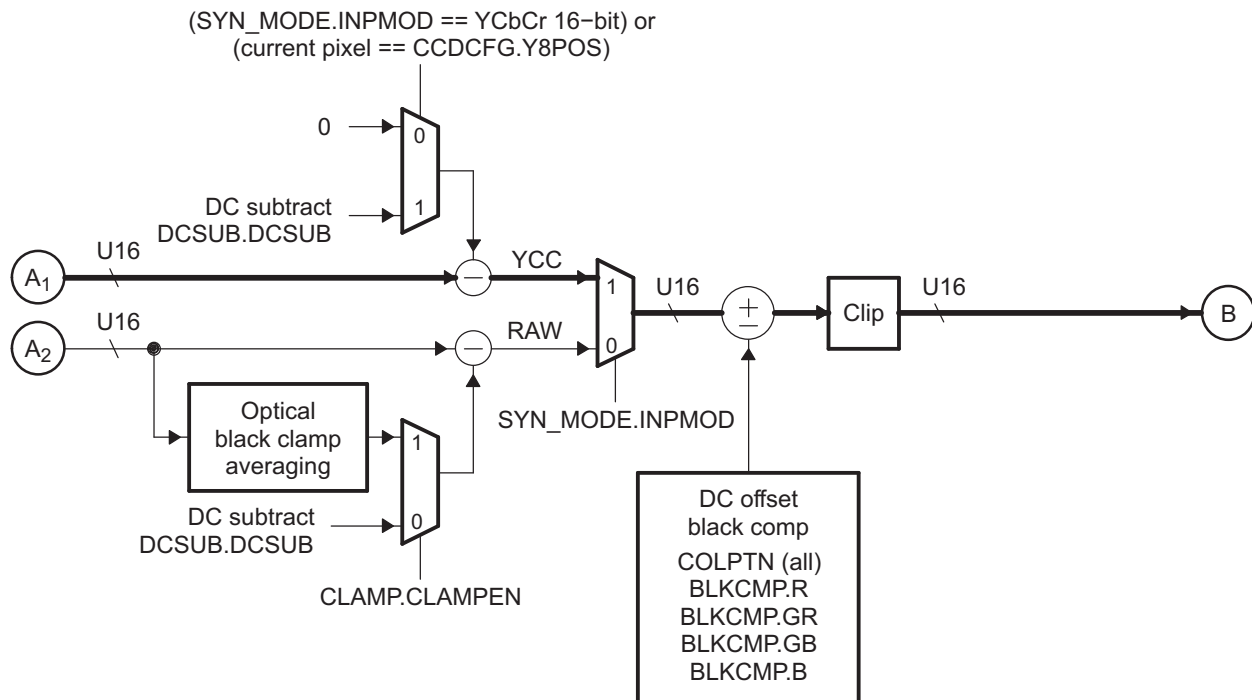 (SYN_MODE.INPMOD == YCbCr 16−bit) or
(current pixel == CCDCFG.Y8POS)
0
0
DC subtract
DCSUB.DCSUB
1
A1
U16
−
YCC
1
U16
+
−
Clip
U16
B
A2
U16
−
RAW
0
SYN_MODE.INPMOD
Optical
black clamp
averaging
1
DC subtract
DCSUB.DCSUB
0
CLAMP.CLAMPEN
DC offset
black comp
COLPTN (all)
BLKCMP.R
BLKCMP.GR
BLKCMP.GB
BLKCMP.B